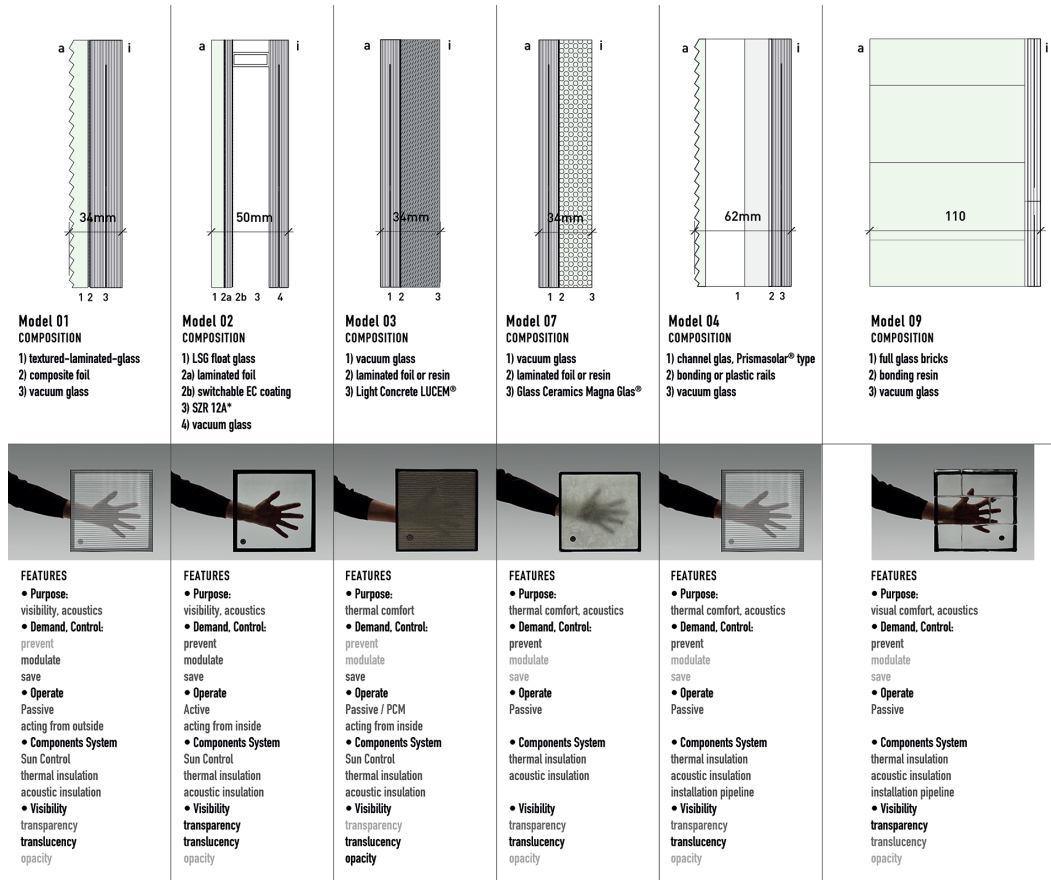 a
i
34mm
1 2 3
Model 01
COMPOSITION
1) textured-laminated-glass
2) composite foil
3) vacuum glass
FEATURES
• Purpose:
visibility, acoustics
• Demand, Control:
prevent
modulate
save
• Operate
Passive
acting from outside
• Components System
Sun Control
thermal insulation
acoustic insulation
• Visibility
transparency
translucency
opacity
a
i
50mm
1 2a 2b 3 4
Model 02
COMPOSITION
1) LSG float glass
2a) laminated foil
2b) switchable EC coating
3) SZR 12A*
4) vacuum glass
FEATURES
• Purpose:
visibility, acoustics
• Demand, Control:
prevent
modulate
save
• Operate
Active
acting from inside
• Components System
Sun Control
thermal insulation
acoustic insulation
• Visibility
transparency
translucency
opacity
a
i
34mm
1 2 3
Model 03
COMPOSITION
1) vacuum glass
2) laminated foil or resin
3) Light Concrete LUCEM®
FEATURES
• Purpose:
thermal comfort
• Demand, Control:
prevent
modulate
save
• Operate
Passive / PCM
acting from inside
• Components System
Sun Control
thermal insulation
acoustic insulation
• Visibility
transparency
translucency
opacity
a
i
34mm
1 2 3
Model 07
COMPOSITION
1) vacuum glass
2) laminated foil or resin
3) Glass Ceramics Magna Glas®
FEATURES
• Purpose:
thermal comfort, acoustics
• Demand, Control:
prevent
modulate
save
• Operate
Passive
• Components System
thermal insulation
acoustic insulation
• Visibility
transparency
translucency
opacity
a
i
62mm
1 2 3
Model 04
COMPOSITION
1) channel glas, Prismasolar® type
2) bonding or plastic rails
3) vacuum glass
FEATURES
• Purpose:
thermal comfort, acoustics
• Demand, Control:
prevent
modulate
save
• Operate
Passive
• Components System
thermal insulation
acoustic insulation
installation pipeline
• Visibility
transparency
translucency
opacity
a
i
110
Model 09
COMPOSITION
1) full glass bricks
2) bonding resin
3) vacuum glass
FEATURES
• Purpose:
visual comfort, acoustics
• Demand, Control:
prevent
modulate
save
• Operate
Passive
• Components System
thermal insulation
acoustic insulation
installation pipeline
• Visibility
transparency
translucency
opacity